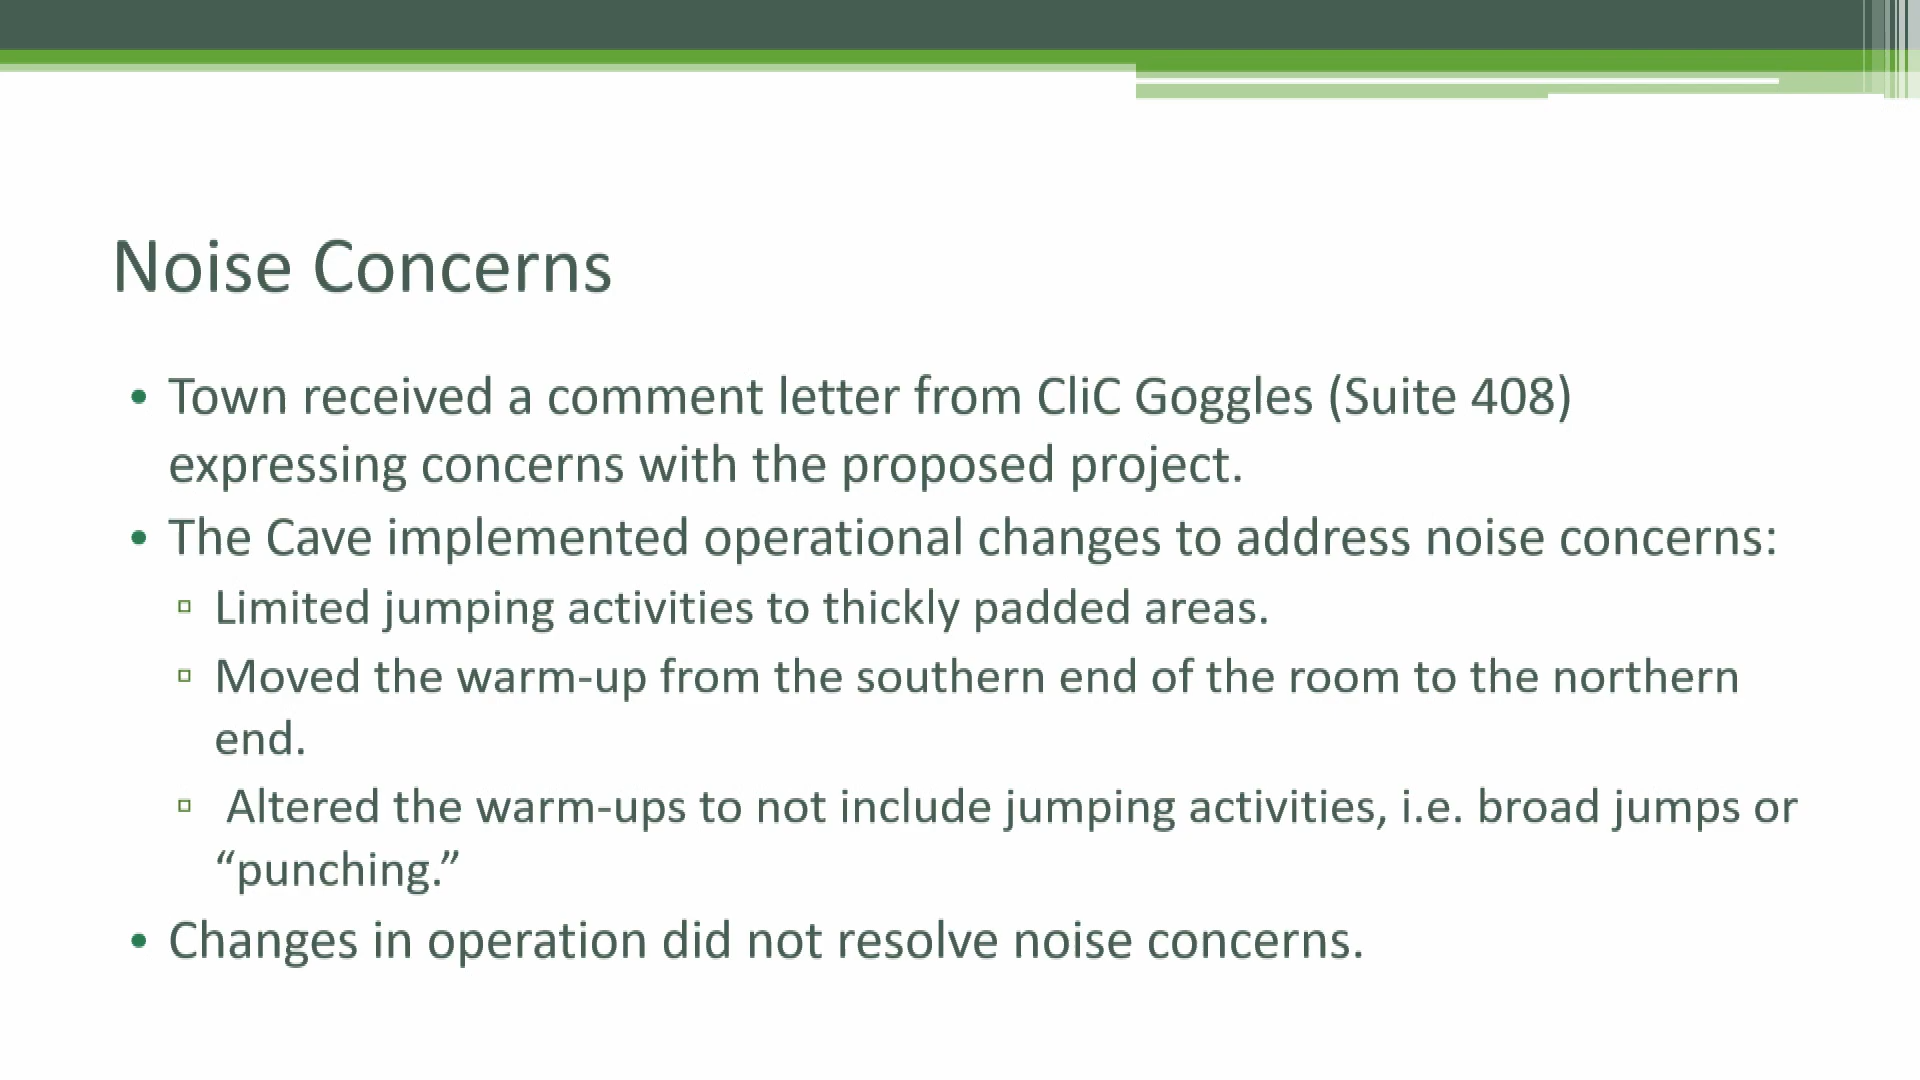 Noise Concerns
• Town received a comment letter from CliC Goggles (Suite 408)
expressing concerns with the proposed project.
• The Cave implemented operational changes to address noise concerns:
▫ Limited jumping activities to thickly padded areas.
▫ Moved the warm-up from the southern end of the room to the northern
end.
▫ Altered the warm-ups to not include jumping activities, i.e. broad jumps or
“punching.”
• Changes in operation did not resolve noise concerns.